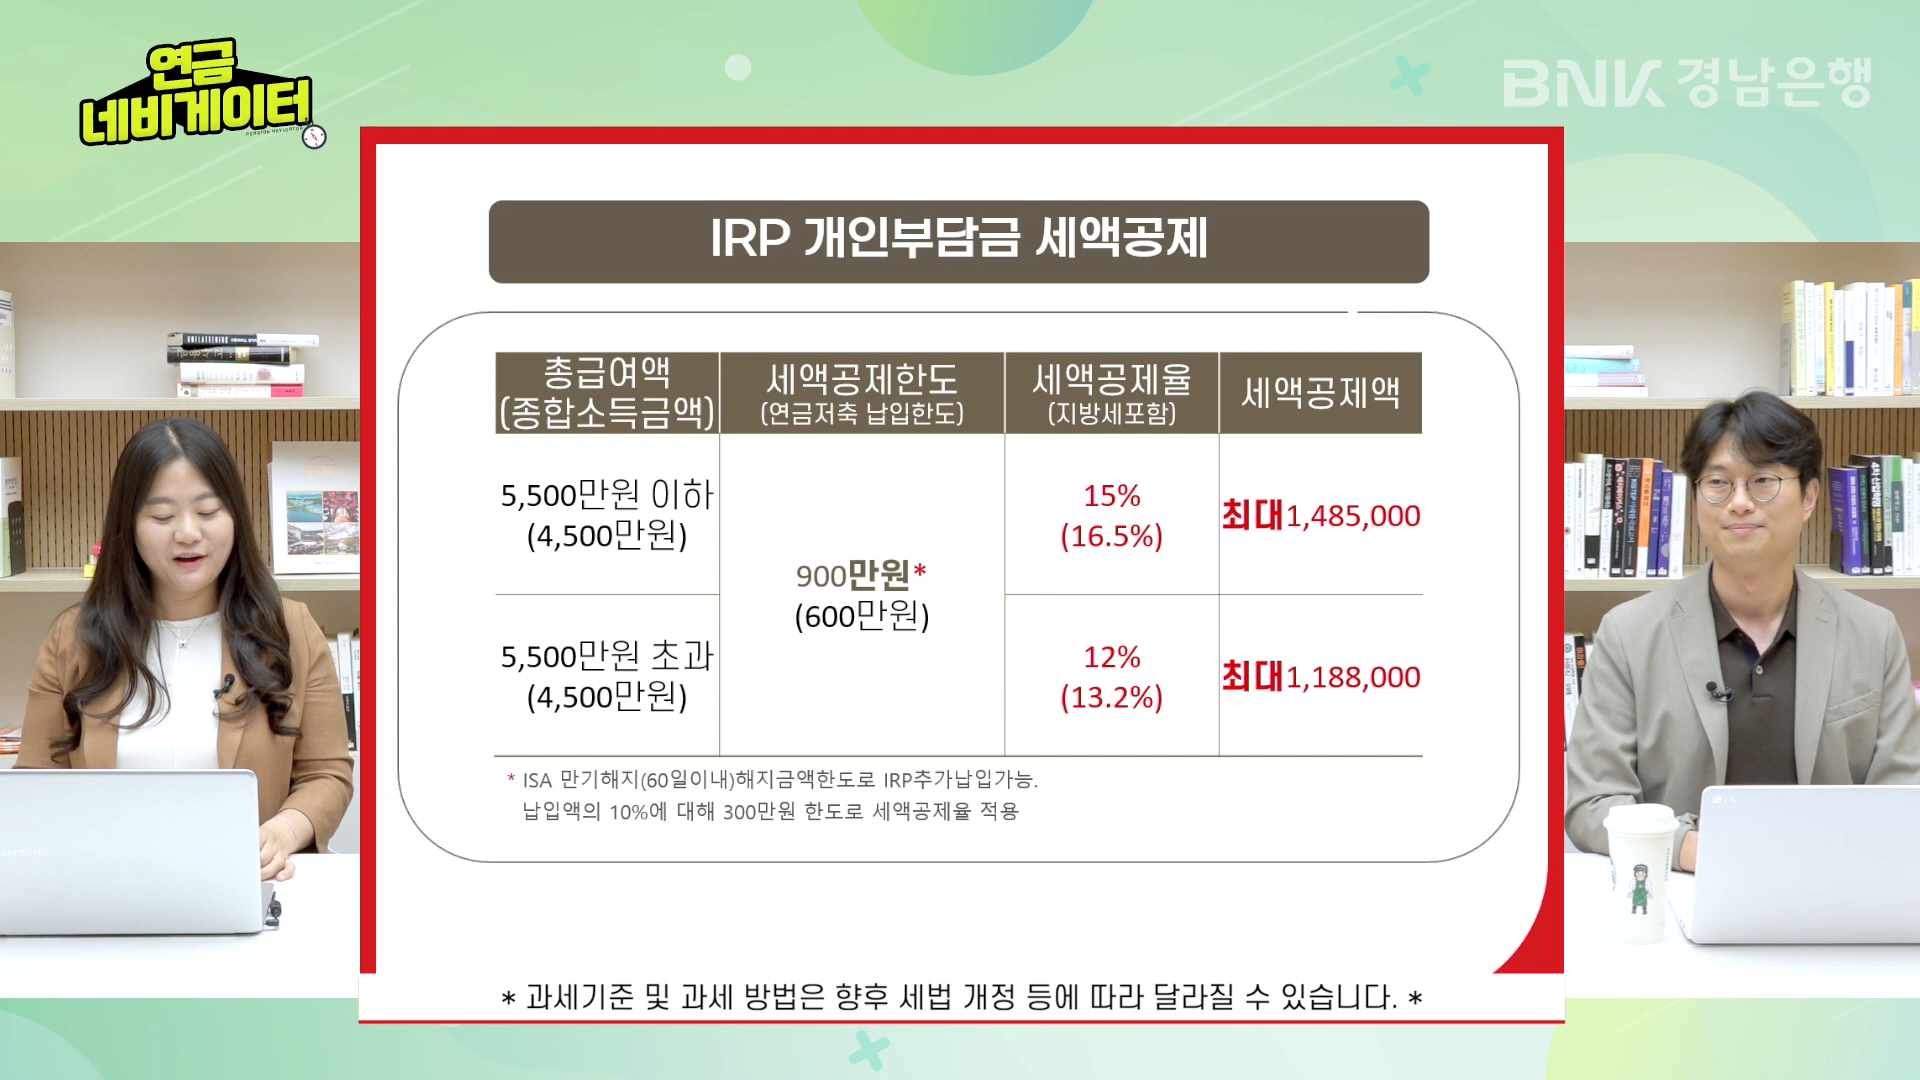 연금
네비게이터
PENSION NAVIGATOR
BNK 경남은행
IRP 개인부담금 세액공제
총급여액
(종합소득금액)
세액공제한도
(연금저축 납입한도)
세액공제율
(지방세포함)
세액공제액
5,500만원 이하
(4,500만원)
900만원*
(600만원)
15%
(16.5%)
최대1,485,000
5,500만원 초과
(4,500만원)
12%
(13.2%)
최대1,188,000
* ISA 만기해지(60일이내)해지금액한도로 IRP추가납입가능.
납입액의 10%에 대해 300만원 한도로 세액공제율 적용
* 과세기준 및 과세 방법은 향후 세법 개정 등에 따라 달라질 수 있습니다. *
LG